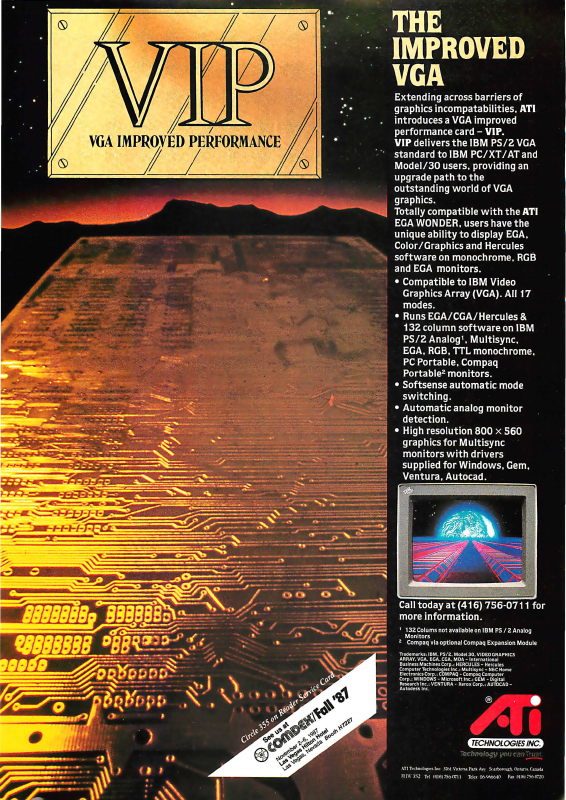 VIP
VGA IMPROVED PERFORMANCE
THE
IMPROVED
VGA
Extending across barriers of
graphics incompatabilities, ATI
introduces a VGA improved
performance card – VIP.
VIP delivers the IBM PS/2 VGA
standard to IBM PC/XT/AT and
Model/30 users, providing an
upgrade path to the
outstanding world of VGA
graphics.
Totally compatible with the ATI
EGA WONDER, users have the
unique ability to display EGA,
Color/Graphics and Hercules
software on monochrome, RGB
and EGA monitors.
• Compatible to IBM Video
Graphics Array (VGA). All 17
modes.
• Runs EGA/CGA/Hercules &
132 column software on IBM
PS/2 Analog¹, Multisync,
EGA, RGB, TTL monochrome,
PC Portable, Compaq
Portable² monitors.
• Softsense automatic mode
switching.
• Automatic analog monitor
detection.
• High resolution 800 × 560
graphics for Multisync
monitors with drivers
supplied for Windows, Gem,
Ventura, Autocad.
Call today at (416) 756-0711 for
more information.
¹ 132 Colums not available on IBM PS / 2 Analog
Monitors
² Compaq via optional Compaq Expansion Module
Trademarks: IBM, PS/2, Model 30, VIDEO GRAPHICS
ARRAY, VGA, EGA, CGA, MDA – International
Business Machines Corp.; HERCULES – Hercules
Computer Technologies Inc.; Multisync – NEC Home
Electronics Corp.; COMPAQ – Compaq Computer
Corp.; WINDOWS – Microsoft Inc.; GEM – Digital
Research Inc.; VENTURA – Xerox Corp.; AUTOCAD –
Autodesk Inc.
Circle 355 on Reader Service Card
See us at
COMDEX/Fall '87
November 2-6, 1987
Las Vegas Hilton Hotel
Las Vegas, Nevada, Booth H7227
ATI
TECHNOLOGIES INC.
Technology you can Trust.
ATI Technologies Inc. 3761 Victoria Park Ave. Scarborough, Ontario, Canada
M1W 3S2 Tel: (416) 756-0711 Telex: 06-966640 Fax: (416) 756-0720